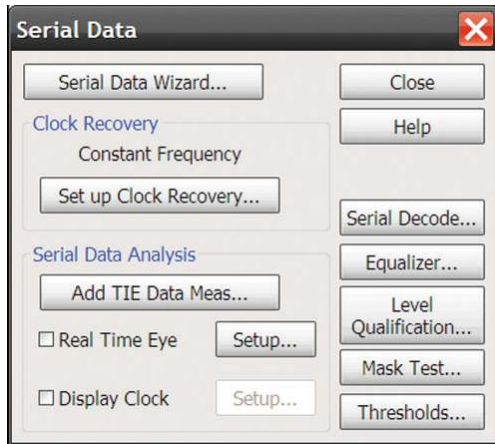 Serial Data
Serial Data Wizard...
Close
Clock Recovery
Help
Constant Frequency
Set up Clock Recovery...
Serial Decode...
Serial Data Analysis
Equalizer...
Add TIE Data Meas...
Level
Qualification...
Real Time Eye
Setup...
Mask Test...
Display Clock
Setup...
Thresholds...